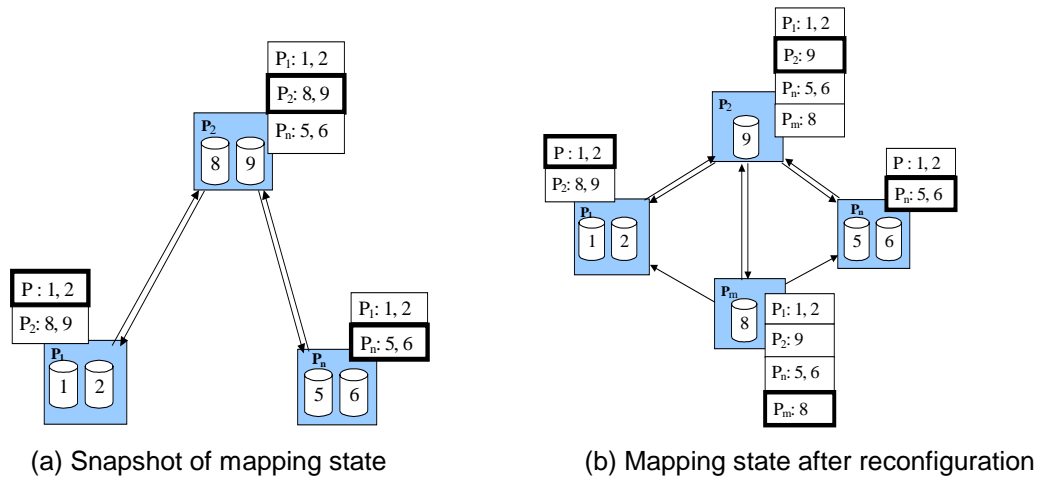 P₁: 1, 2
P₂: 8, 9
Pₙ: 5, 6
P₂
8 9
P : 1, 2
P₂: 8, 9
P₁
1 2
P₁: 1, 2
Pₙ: 5, 6
Pₙ
5 6
(a) Snapshot of mapping state
P₁: 1, 2
P₂: 9
Pₙ: 5, 6
Pₘ: 8
P₂
9
P : 1, 2
P₂: 8, 9
P₁
1 2
P : 1, 2
Pₙ: 5, 6
Pₙ
5 6
Pₘ
8
P₁: 1, 2
P₂: 9
Pₙ: 5, 6
Pₘ: 8
(b) Mapping state after reconfiguration